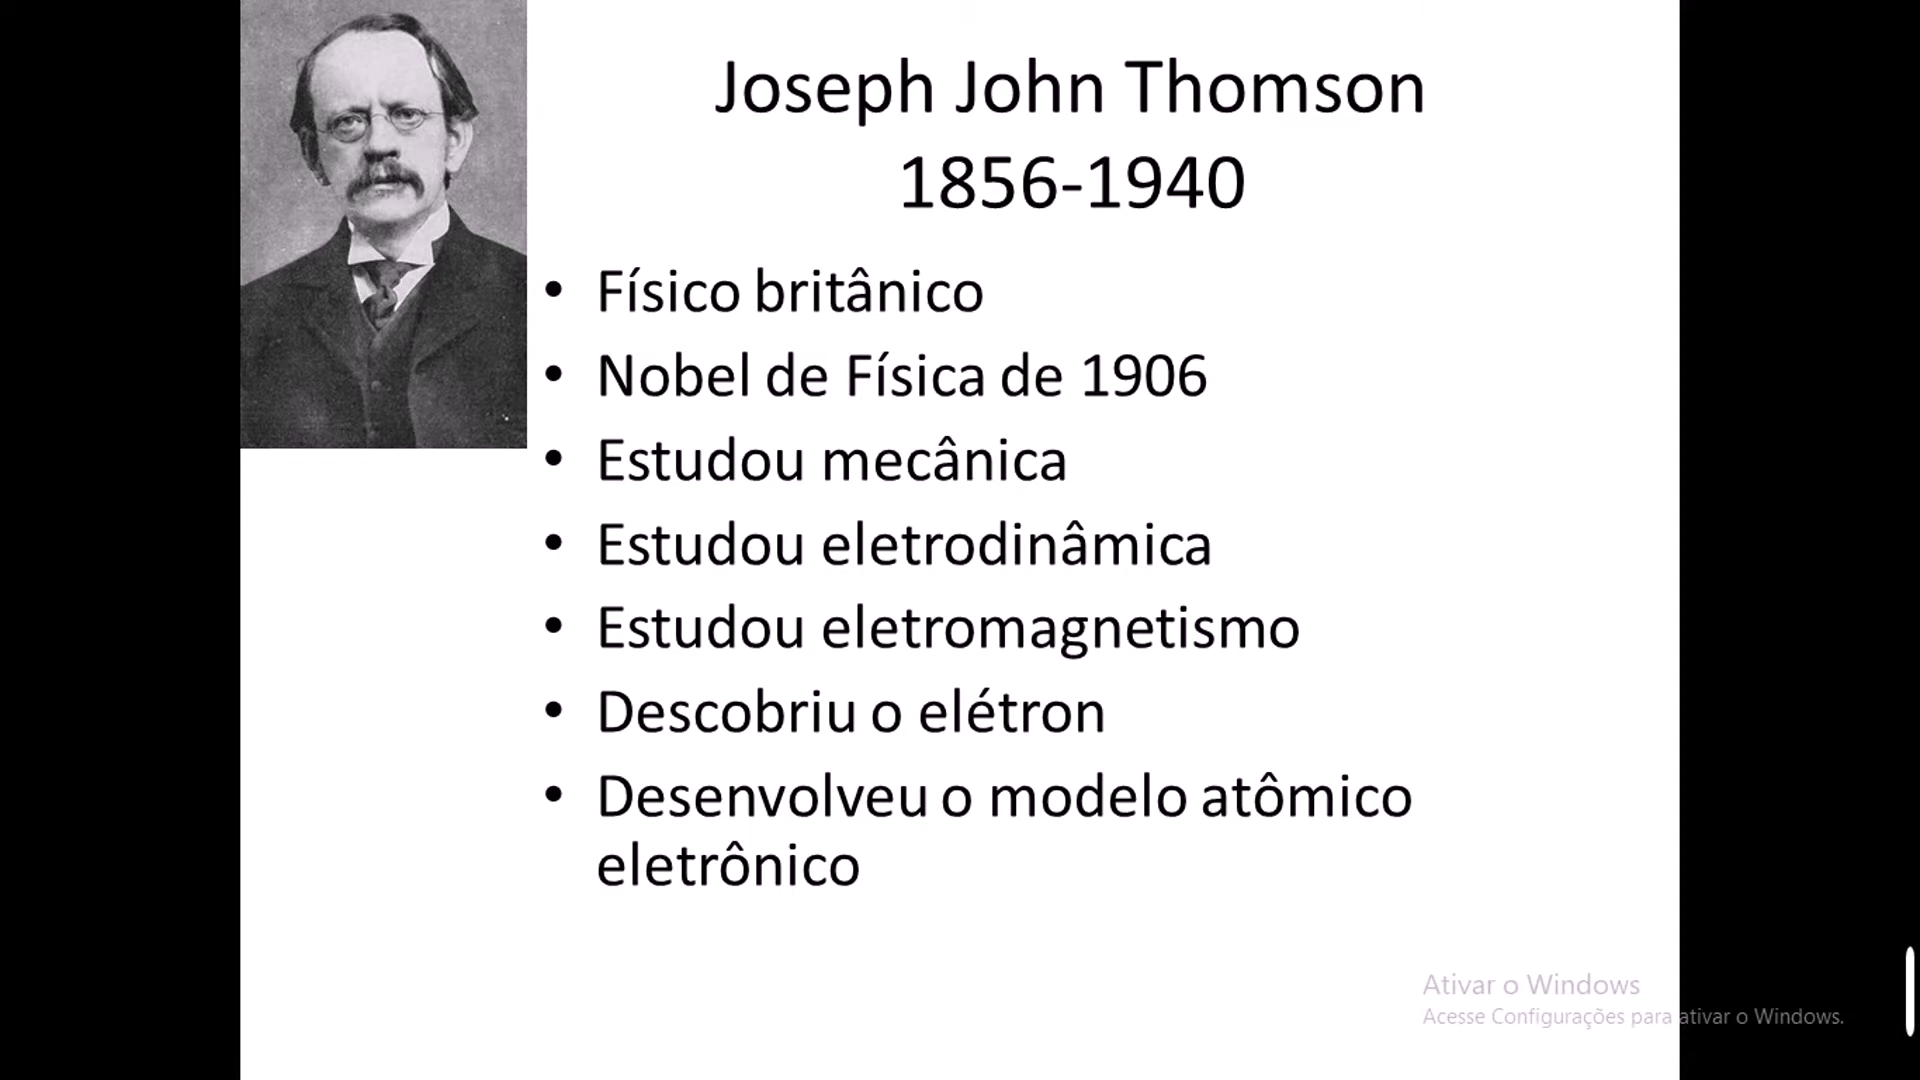 Joseph John Thomson
1856-1940
• Físico britânico
• Nobel de Física de 1906
• Estudou mecânica
• Estudou eletrodinâmica
• Estudou eletromagnetismo
• Descobriu o elétron
• Desenvolveu o modelo atômico
eletrônico
Ativar o Windows
Acesse Configurações para ativar o Windows.